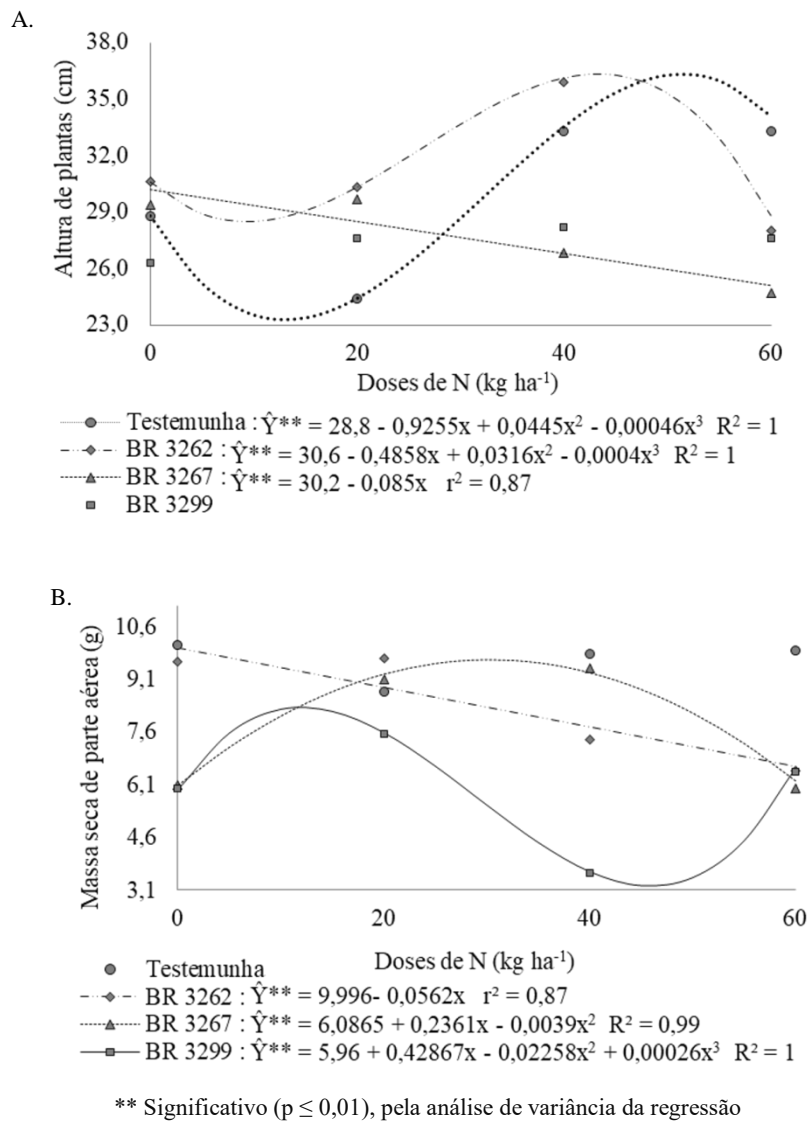 A.
Altura de plantas (cm)
38,0
35,0
32,0
29,0
26,0
23,0
0 20 40 60
Doses de N (kg ha⁻¹)
Testemunha : Ŷ** = 28,8 - 0,9255x + 0,0445x² - 0,00046x³ R² = 1
BR 3262 : Ŷ** = 30,6 - 0,4858x + 0,0316x² - 0,0004x³ R² = 1
BR 3267 : Ŷ** = 30,2 - 0,085x r² = 0,87
BR 3299
B.
Massa seca de parte aérea (g)
10,6
9,1
7,6
6,1
4,6
3,1
0 20 40 60
Doses de N (kg ha⁻¹)
Testemunha
BR 3262 : Ŷ** = 9,996- 0,0562x r² = 0,87
BR 3267 : Ŷ** = 6,0865 + 0,2361x - 0,0039x² R² = 0,99
BR 3299 : Ŷ** = 5,96 + 0,42867x - 0,02258x² + 0,00026x³ R² = 1
** Significativo (p ≤ 0,01), pela análise de variância da regressão